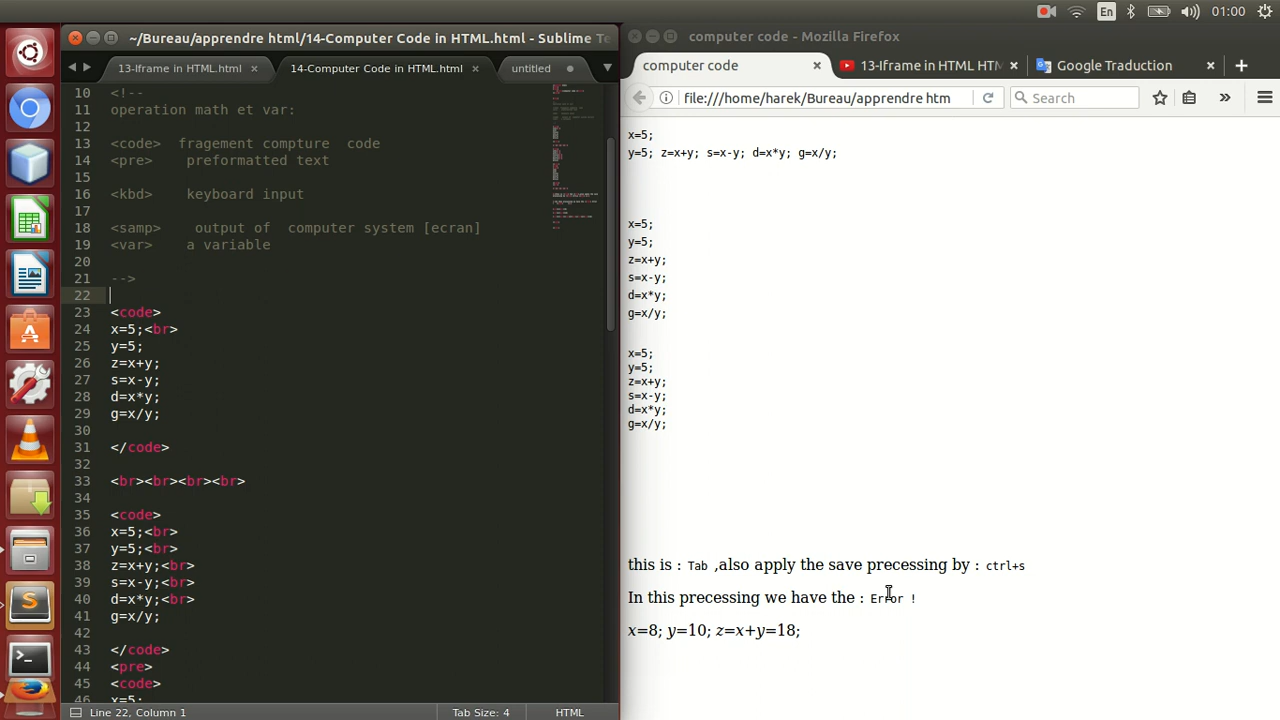 En
01:00
~/Bureau/apprendre html/14-Computer Code in HTML.html - Sublime Te
13-Iframe in HTML.html
14-Computer Code in HTML.html
untitled
10 <!--
11 operation math et var:
12
13 <code>  fragement compture  code
14 <pre>    preformatted text
15
16 <kbd>    keyboard input
17
18 <samp>    output of  computer system [ecran]
19 <var>    a variable
20
21 -->
22
23 <code>
24 x=5;<br>
25 y=5;
26 z=x+y;
27 s=x-y;
28 d=x*y;
29 g=x/y;
30
31 </code>
32
33 <br><br><br><br>
34
35 <code>
36 x=5;<br>
37 y=5;<br>
38 z=x+y;<br>
39 s=x-y;<br>
40 d=x*y;<br>
41 g=x/y;
42
43 </code>
44 <pre>
45 <code>
46 x=5;
Line 22, Column 1
Tab Size: 4
HTML
computer code - Mozilla Firefox
computer code
13-Iframe in HTML HTM
Google Traduction
file:///home/harek/Bureau/apprendre htm
Search
x=5;
y=5; z=x+y; s=x-y; d=x*y; g=x/y;
x=5;
y=5;
z=x+y;
s=x-y;
d=x*y;
g=x/y;
x=5;
y=5;
z=x+y;
s=x-y;
d=x*y;
g=x/y;
this is : Tab ,also apply the save precessing by : ctrl+s
In this precessing we have the : Error !
x=8; y=10; z=x+y=18;